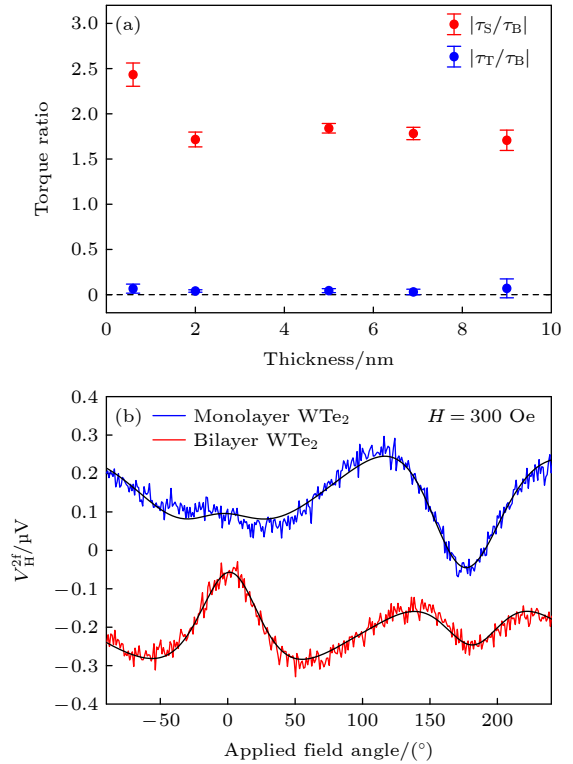 (a)
|τS/τB|
|τT/τB|
Torque ratio
3.0
2.5
2.0
1.5
1.0
0.5
0
0 2 4 6 8 10
Thickness/nm
(b)
Monolayer WTe₂
Bilayer WTe₂
H = 300 Oe
V_H^2f/µV
0.4
0.3
0.2
0.1
0
−0.1
−0.2
−0.3
−0.4
−50 0 50 100 150 200
Applied field angle/(°)